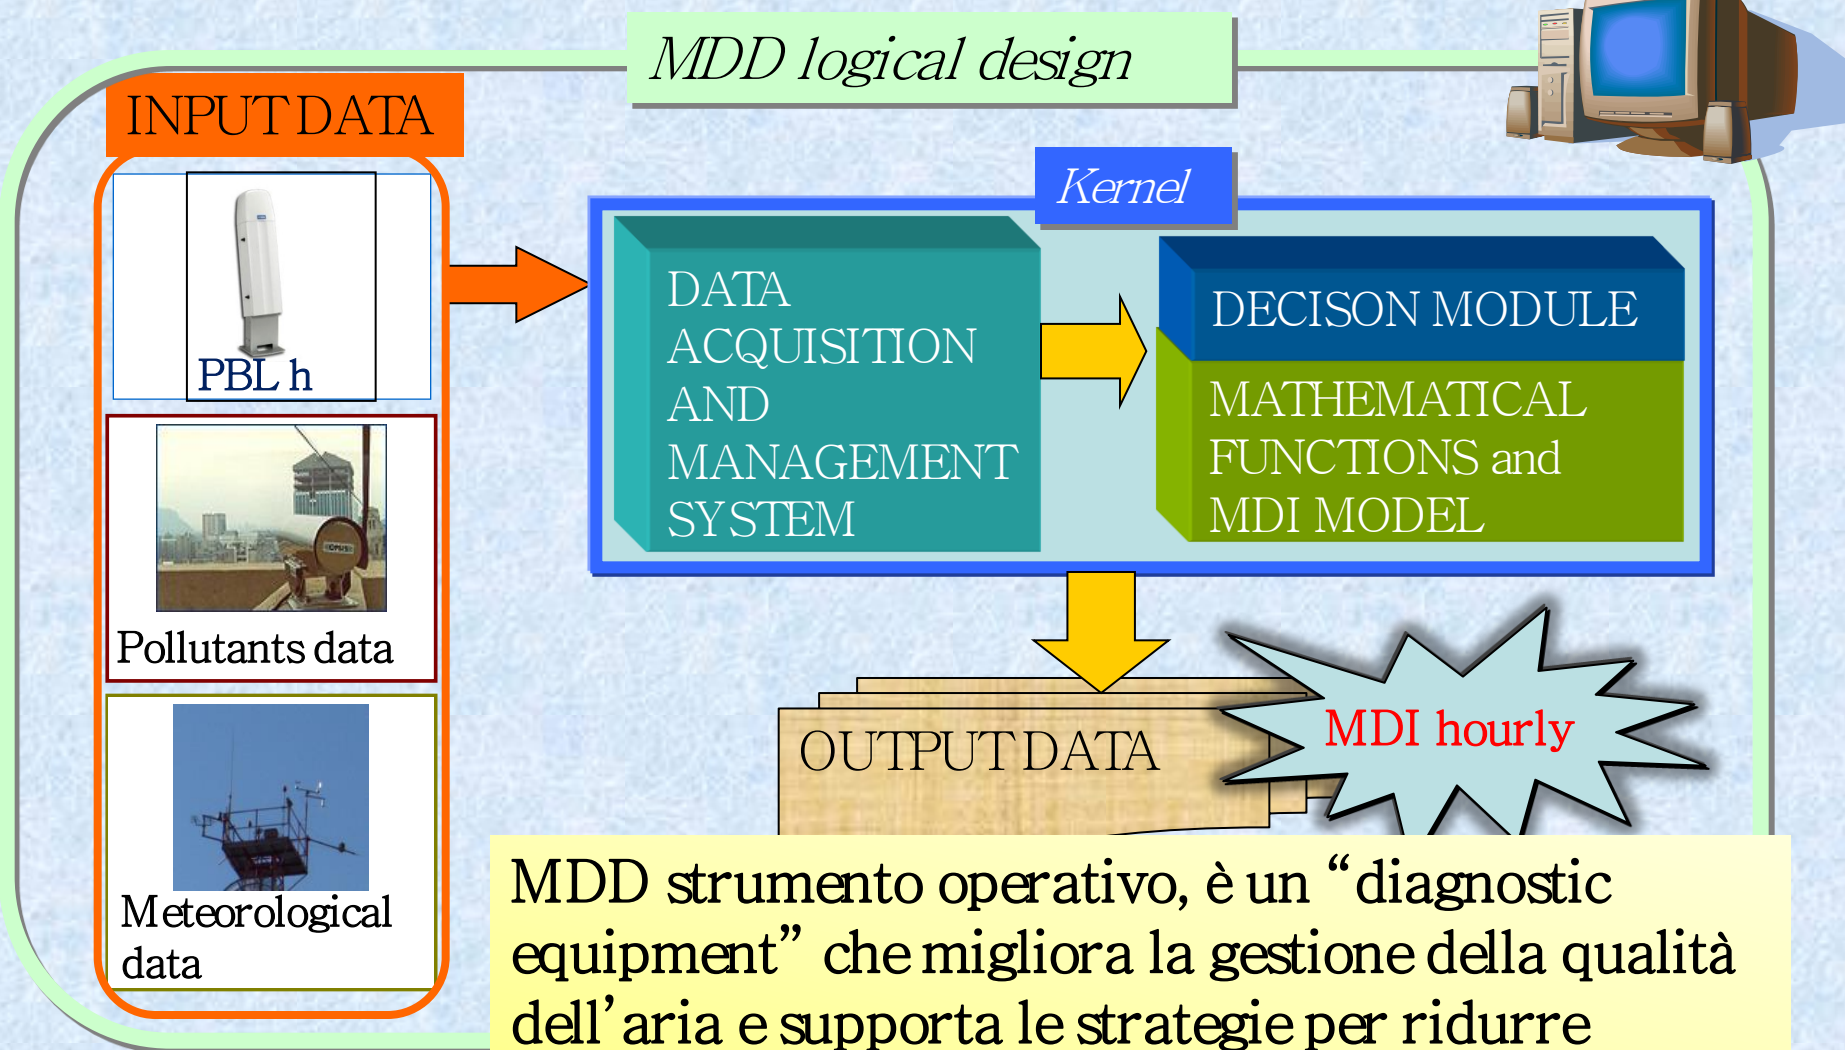 MDD logical design
INPUT DATA
PBL h
OPSIS
Pollutants data
Meteorological
data
Kernel
DATA
ACQUISITION
AND
MANAGEMENT
SYSTEM
DECISON MODULE
MATHEMATICAL
FUNCTIONS and
MDI MODEL
OUTPUT DATA
MDI hourly
MDD strumento operativo, è un “diagnostic
equipment” che migliora la gestione della qualità
dell’aria e supporta le strategie per ridurre